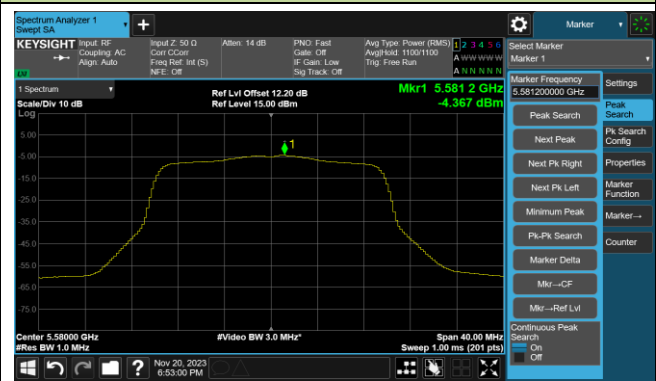 Spectrum Analyzer 1
Swept SA
+
Marker
KEYSIGHT
Input: RF
Coupling: AC
Align: Auto
Input Z: 50 Ω
Corr CCorr
Freq Ref: Int (S)
NFE: Off
Atten: 14 dB
PNO: Fast
Gate: Off
IF Gain: Low
Sig Track: Off
Avg Type: Power (RMS)
Avg|Hold: 1100/1100
Trig: Free Run
1 2 3 4 5 6
A W W W W W
A N N N N N
LXI
Select Marker
Marker 1
1 Spectrum
Scale/Div 10 dB
Log
Ref Lvl Offset 12.20 dB
Ref Level 15.00 dBm
Mkr1 5.581 2 GHz
-4.367 dBm
5.00
-5.00
-15.0
-25.0
-35.0
-45.0
-55.0
-65.0
-75.0
1
Center 5.58000 GHz
#Res BW 1.0 MHz
#Video BW 3.0 MHz*
Span 40.00 MHz
Sweep 1.00 ms (201 pts)
Marker Frequency
5.581200000 GHz
Peak Search
Next Peak
Next Pk Right
Next Pk Left
Minimum Peak
Pk-Pk Search
Marker Delta
Mkr→CF
Mkr→Ref Lvl
Continuous Peak
Search
On
Off
Settings
Peak
Search
Pk Search
Config
Properties
Marker
Function
Marker→
Counter
?
Nov 20, 2023
6:53:00 PM